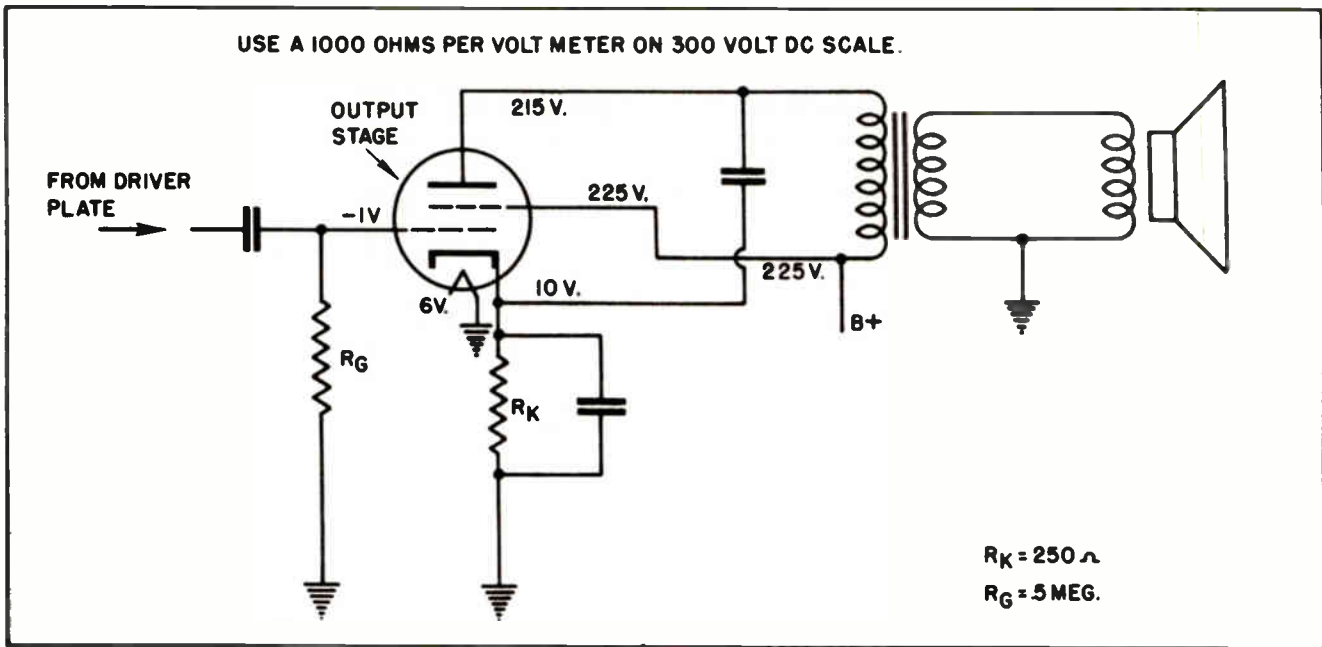 USE A 1000 OHMS PER VOLT METER ON 300 VOLT DC SCALE.
OUTPUT
STAGE
215 V.
FROM DRIVER
PLATE
-1V
225 V.
225 V.
6V.
10 V.
B+
RG
RK
RK = 250 Ω
RG = .5 MEG.